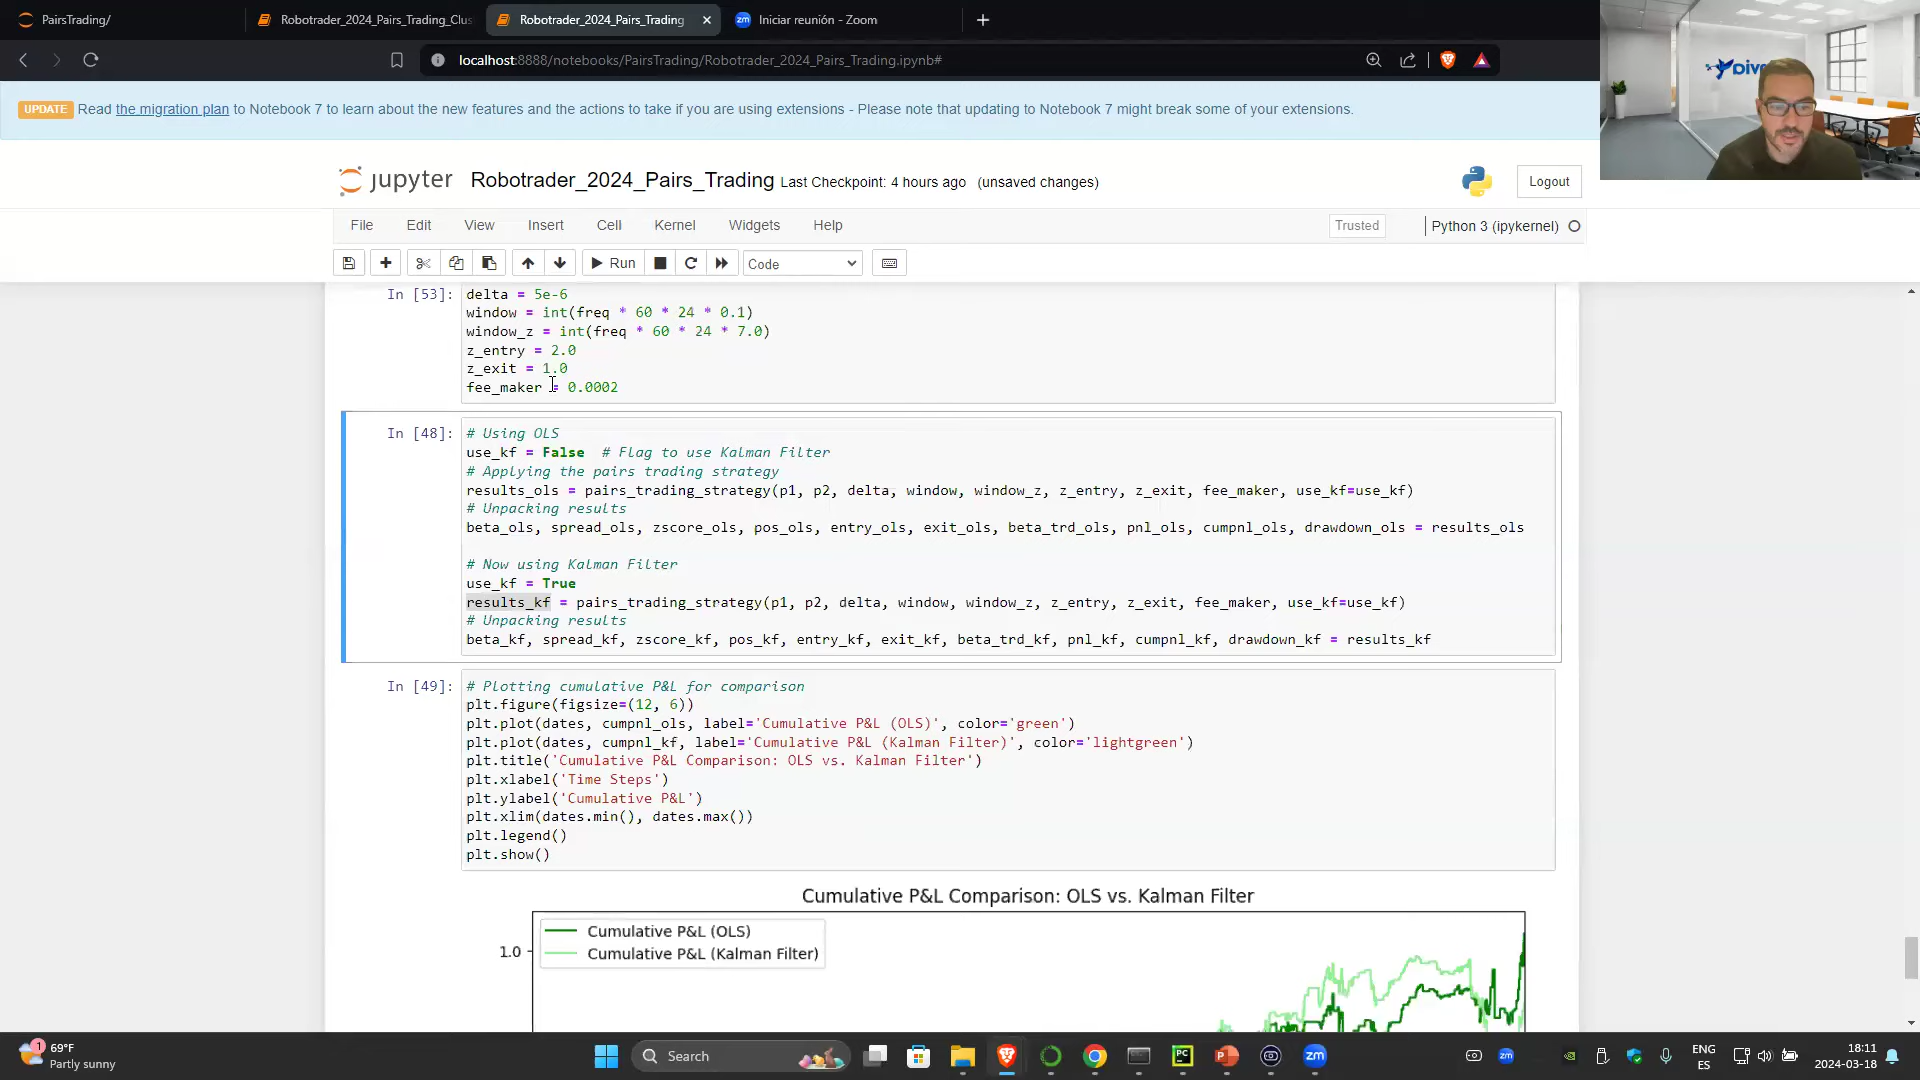 PairsTrading/
Robotrader_2024_Pairs_Trading_Clus
Robotrader_2024_Pairs_Trading
zm
Iniciar reunión - Zoom
localhost:8888/notebooks/PairsTrading/Robotrader_2024_Pairs_Trading.ipynb#
UPDATE Read the migration plan to Notebook 7 to learn about the new features and the actions to take if you are using extensions - Please note that updating to Notebook 7 might break some of your extensions.
jupyter Robotrader_2024_Pairs_Trading Last Checkpoint: 4 hours ago (unsaved changes)
Logout
File Edit View Insert Cell Kernel Widgets Help
Trusted
Python 3 (ipykernel)
Run
Code
In [53]:
delta = 5e-6
window = int(freq * 60 * 24 * 0.1)
window_z = int(freq * 60 * 24 * 7.0)
z_entry = 2.0
z_exit = 1.0
fee_maker = 0.0002
In [48]:
# Using OLS
use_kf = False  # Flag to use Kalman Filter
# Applying the pairs trading strategy
results_ols = pairs_trading_strategy(p1, p2, delta, window, window_z, z_entry, z_exit, fee_maker, use_kf=use_kf)
# Unpacking results
beta_ols, spread_ols, zscore_ols, pos_ols, entry_ols, exit_ols, beta_trd_ols, pnl_ols, cumpnl_ols, drawdown_ols = results_ols
# Now using Kalman Filter
use_kf = True
results_kf = pairs_trading_strategy(p1, p2, delta, window, window_z, z_entry, z_exit, fee_maker, use_kf=use_kf)
# Unpacking results
beta_kf, spread_kf, zscore_kf, pos_kf, entry_kf, exit_kf, beta_trd_kf, pnl_kf, cumpnl_kf, drawdown_kf = results_kf
In [49]:
# Plotting cumulative P&L for comparison
plt.figure(figsize=(12, 6))
plt.plot(dates, cumpnl_ols, label='Cumulative P&L (OLS)', color='green')
plt.plot(dates, cumpnl_kf, label='Cumulative P&L (Kalman Filter)', color='lightgreen')
plt.title('Cumulative P&L Comparison: OLS vs. Kalman Filter')
plt.xlabel('Time Steps')
plt.ylabel('Cumulative P&L')
plt.xlim(dates.min(), dates.max())
plt.legend()
plt.show()
Cumulative P&L Comparison: OLS vs. Kalman Filter
Cumulative P&L (OLS)
Cumulative P&L (Kalman Filter)
1.0
1
69°F
Partly sunny
Search
PC
zm
zm
ENG
ES
18:11
2024-03-18